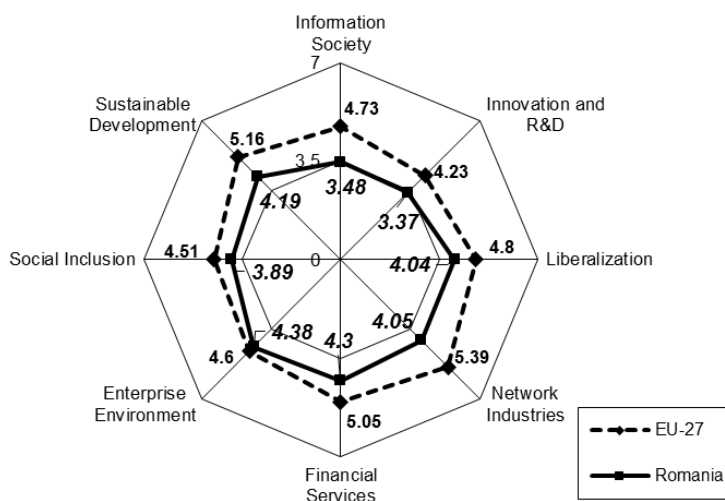 Information
Society
7
Sustainable
Development
Innovation and
R&D
4.73
5.16
4.23
3.5
3.48
4.19
3.37
Social Inclusion
4.51
3.89
0
4.04
4.8
Liberalization
4.38
4.3
4.05
4.6
5.39
5.05
Enterprise
Environment
Network
Industries
Financial
Services
EU-27
Romania